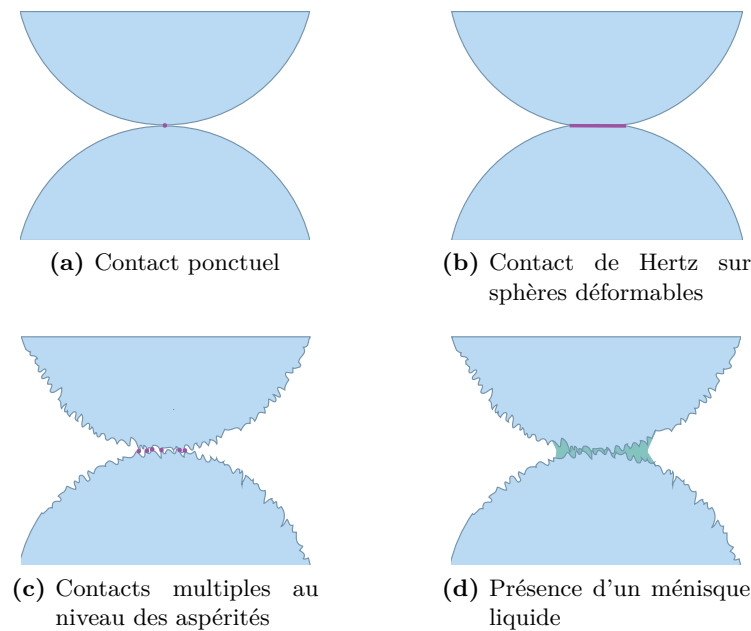 (a) Contact ponctuel
(b) Contact de Hertz sur
sphères déformables
(c) Contacts multiples au
niveau des aspérités
(d) Présence d'un ménisque
liquide